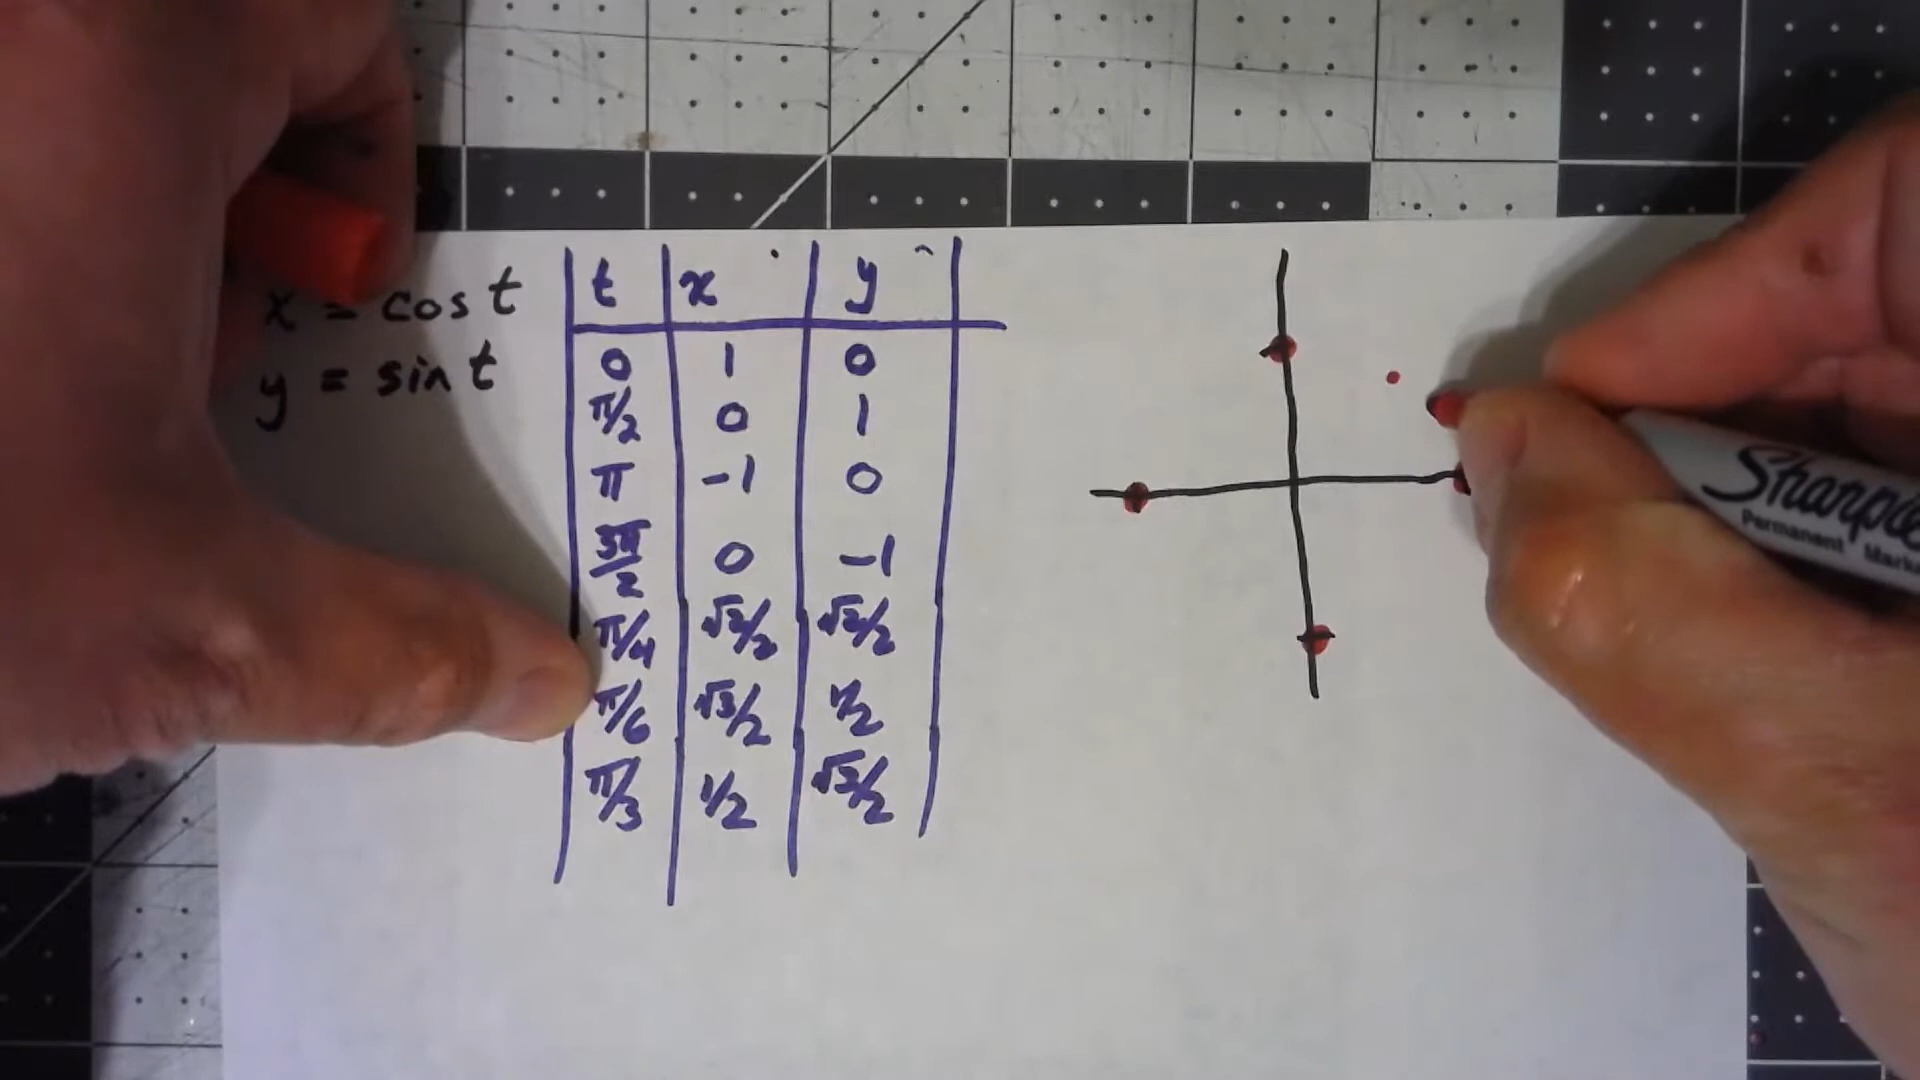 x = cos t
y = sin t
t x y
0 1 0
π/2 0 1
π -1 0
3π/2 0 -1
π/4 √2/2 √2/2
π/6 √3/2 1/2
π/3 1/2 √3/2
Sharpie
Permanent Marke